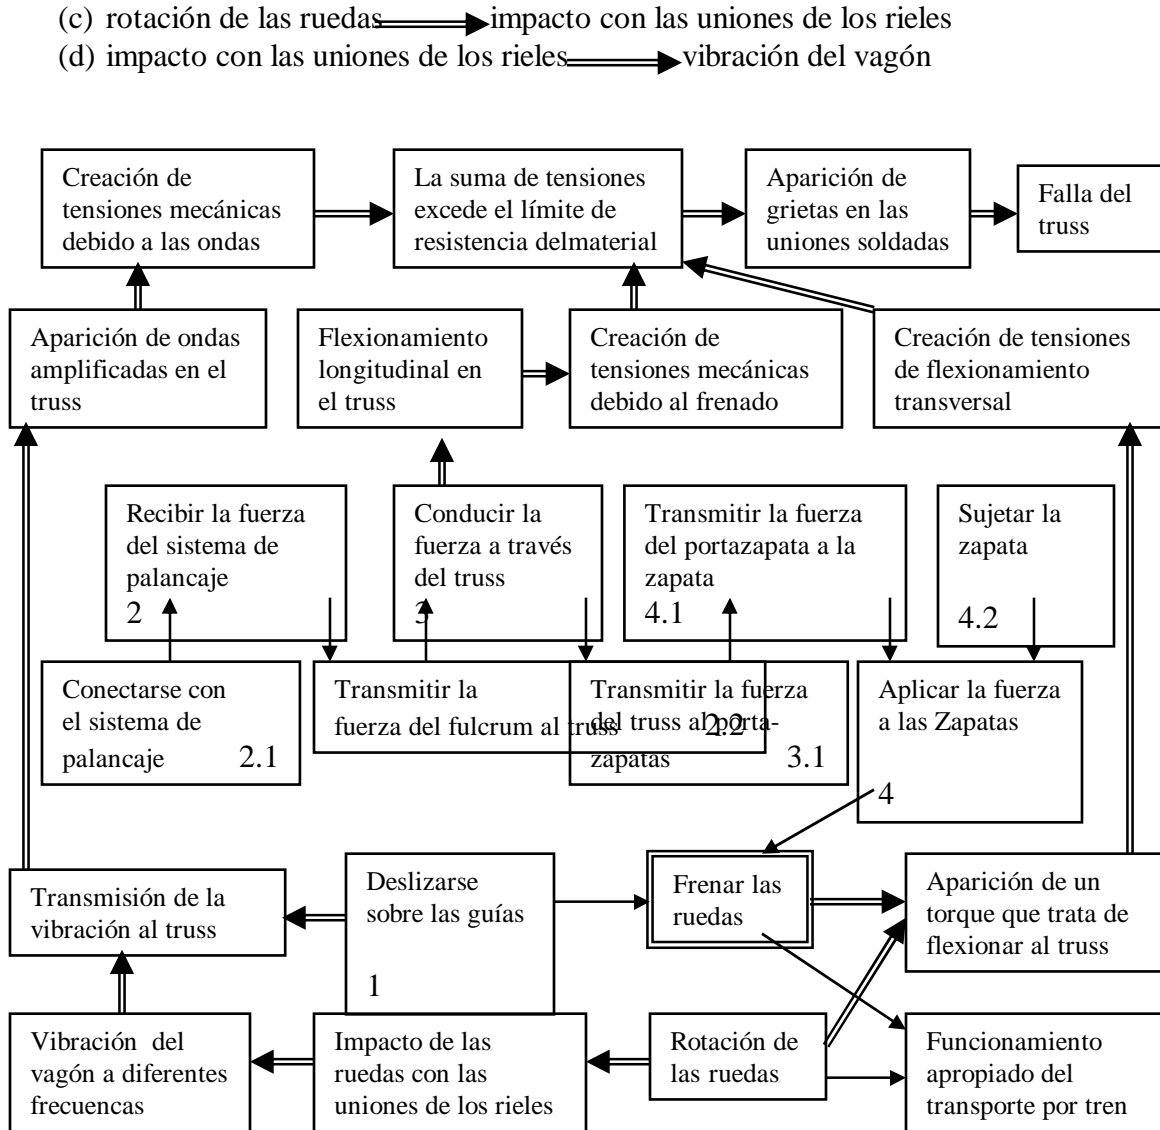 (c) rotación de las ruedas impacto con las uniones de los rieles
(d) impacto con las uniones de los rieles vibración del vagón
Creación de
tensiones mecánicas
debido a las ondas
La suma de tensiones
excede el límite de
resistencia delmaterial
Aparición de
grietas en las
uniones soldadas
Falla del
truss
Aparición de ondas
amplificadas en el
truss
Flexionamiento
longitudinal en
el truss
Creación de
tensiones mecánicas
debido al frenado
Creación de tensiones
de flexionamiento
transversal
Recibir la fuerza
del sistema de
palancaje
2
Conducir la
fuerza a través
del truss
3
Transmitir la fuerza
del portazapata a la
zapata
4.1
Sujetar la
zapata
4.2
Conectarse con
el sistema de
palancaje 2.1
Transmitir la
fuerza del fulcrum al truss 2.2
Transmitir la fuerza
del truss al porta-
zapatas 3.1
Aplicar la fuerza
a las Zapatas
4
Transmisión de la
vibración al truss
Deslizarse
sobre las guías
1
Frenar las
ruedas
Aparición de un
torque que trata de
flexionar al truss
Vibración del
vagón a diferentes
frecuencas
Impacto de las
ruedas con las
uniones de los rieles
Rotación de
las ruedas
Funcionamiento
apropiado del
transporte por tren